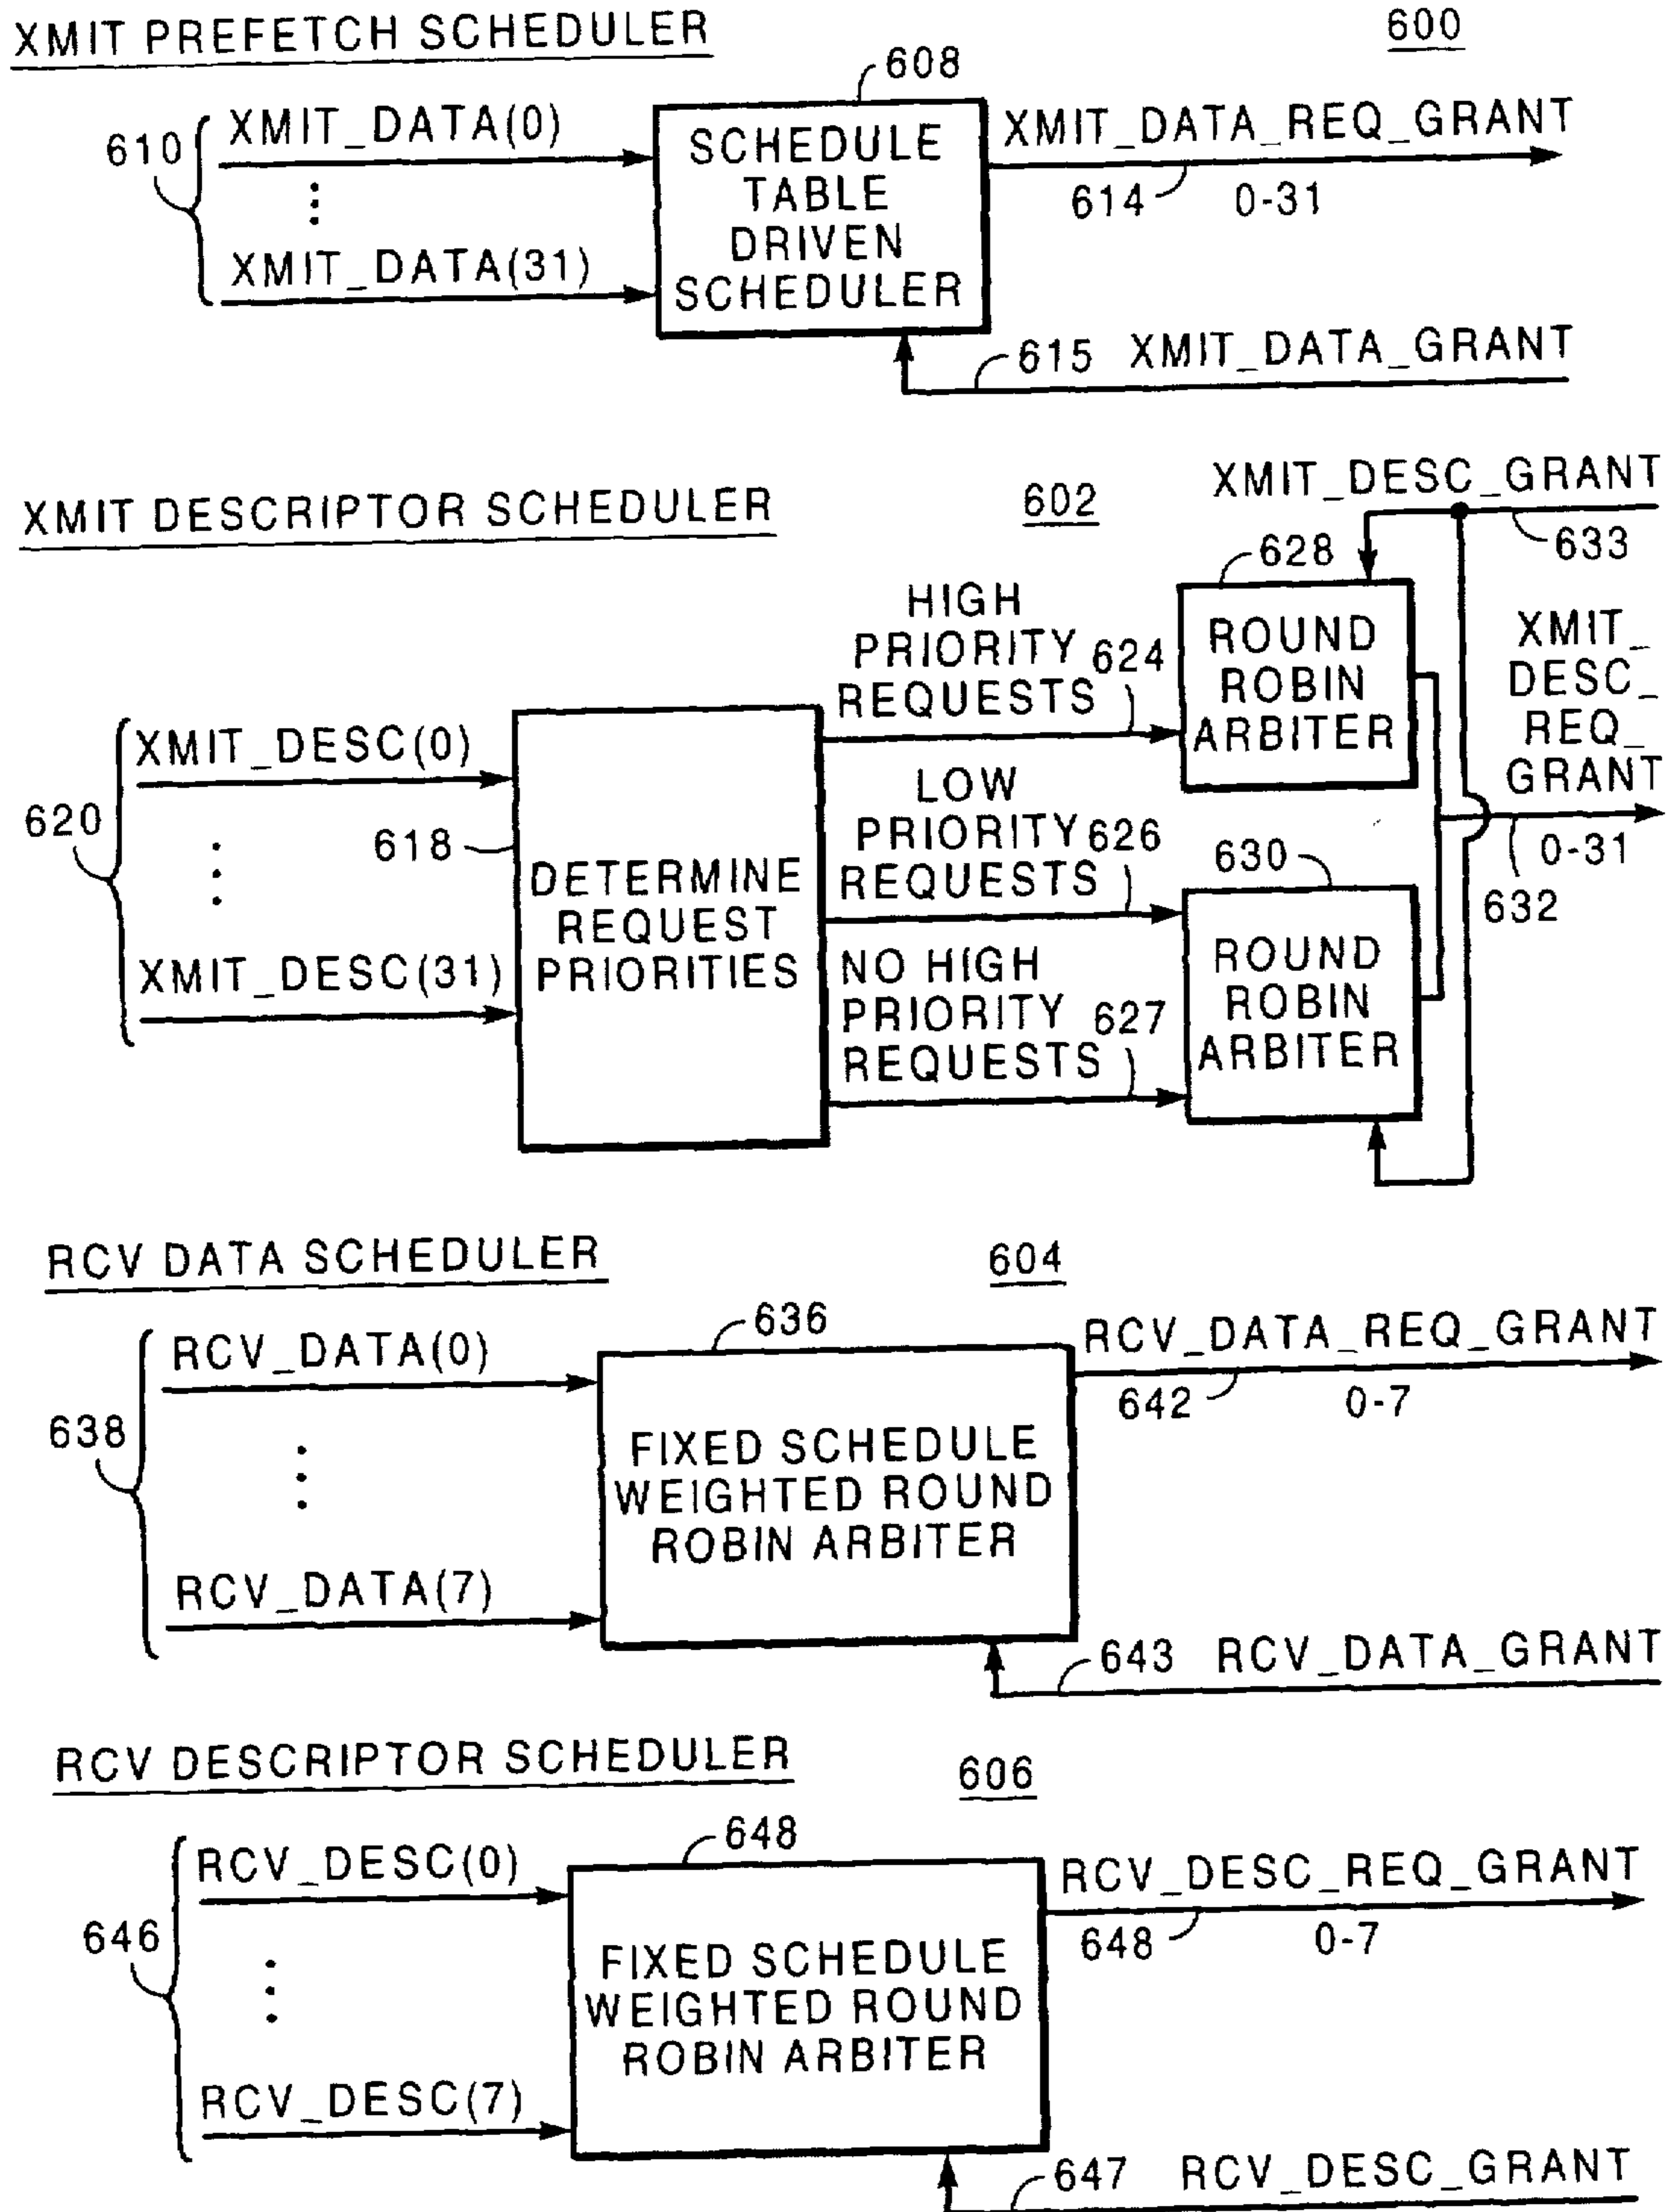 XMIT PREFETCH SCHEDULER
600
608
610
XMIT_DATA(0)
XMIT_DATA(31)
SCHEDULE
TABLE
DRIVEN
SCHEDULER
XMIT_DATA_REQ_GRANT
614
0-31
615
XMIT_DATA_GRANT
XMIT DESCRIPTOR SCHEDULER
602
XMIT_DESC_GRANT
633
628
HIGH
PRIORITY
REQUESTS
624
ROUND
ROBIN
ARBITER
XMIT_
DESC_
REQ_
GRANT
620
XMIT_DESC(0)
618
XMIT_DESC(31)
DETERMINE
REQUEST
PRIORITIES
LOW
PRIORITY
REQUESTS
626
630
0-31
632
NO HIGH
PRIORITY
REQUESTS
627
ROUND
ROBIN
ARBITER
RCV DATA SCHEDULER
604
636
638
RCV_DATA(0)
RCV_DATA(7)
FIXED SCHEDULE
WEIGHTED ROUND
ROBIN ARBITER
RCV_DATA_REQ_GRANT
642
0-7
643
RCV_DATA_GRANT
RCV DESCRIPTOR SCHEDULER
606
648
646
RCV_DESC(0)
RCV_DESC(7)
FIXED SCHEDULE
WEIGHTED ROUND
ROBIN ARBITER
RCV_DESC_REQ_GRANT
648
0-7
647
RCV_DESC_GRANT